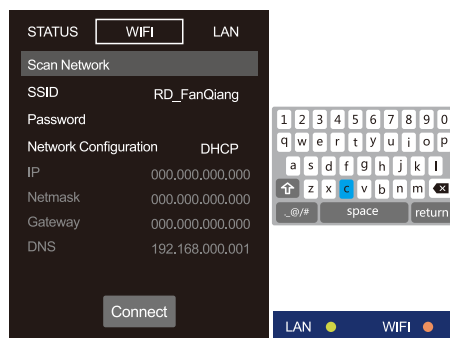 STATUS WIFI LAN
Scan Network
SSID RD_FanQiang
Password
Network Configuration DHCP
IP 000.000.000.000
Netmask 000.000.000.000
Gateway 000.000.000.000
DNS 192.168.000.001
Connect
1 2 3 4 5 6 7 8 9 0
q w e r t y u i o p
a s d f g h j k l
z x c v b n m
._@/# space return
LAN WIFI